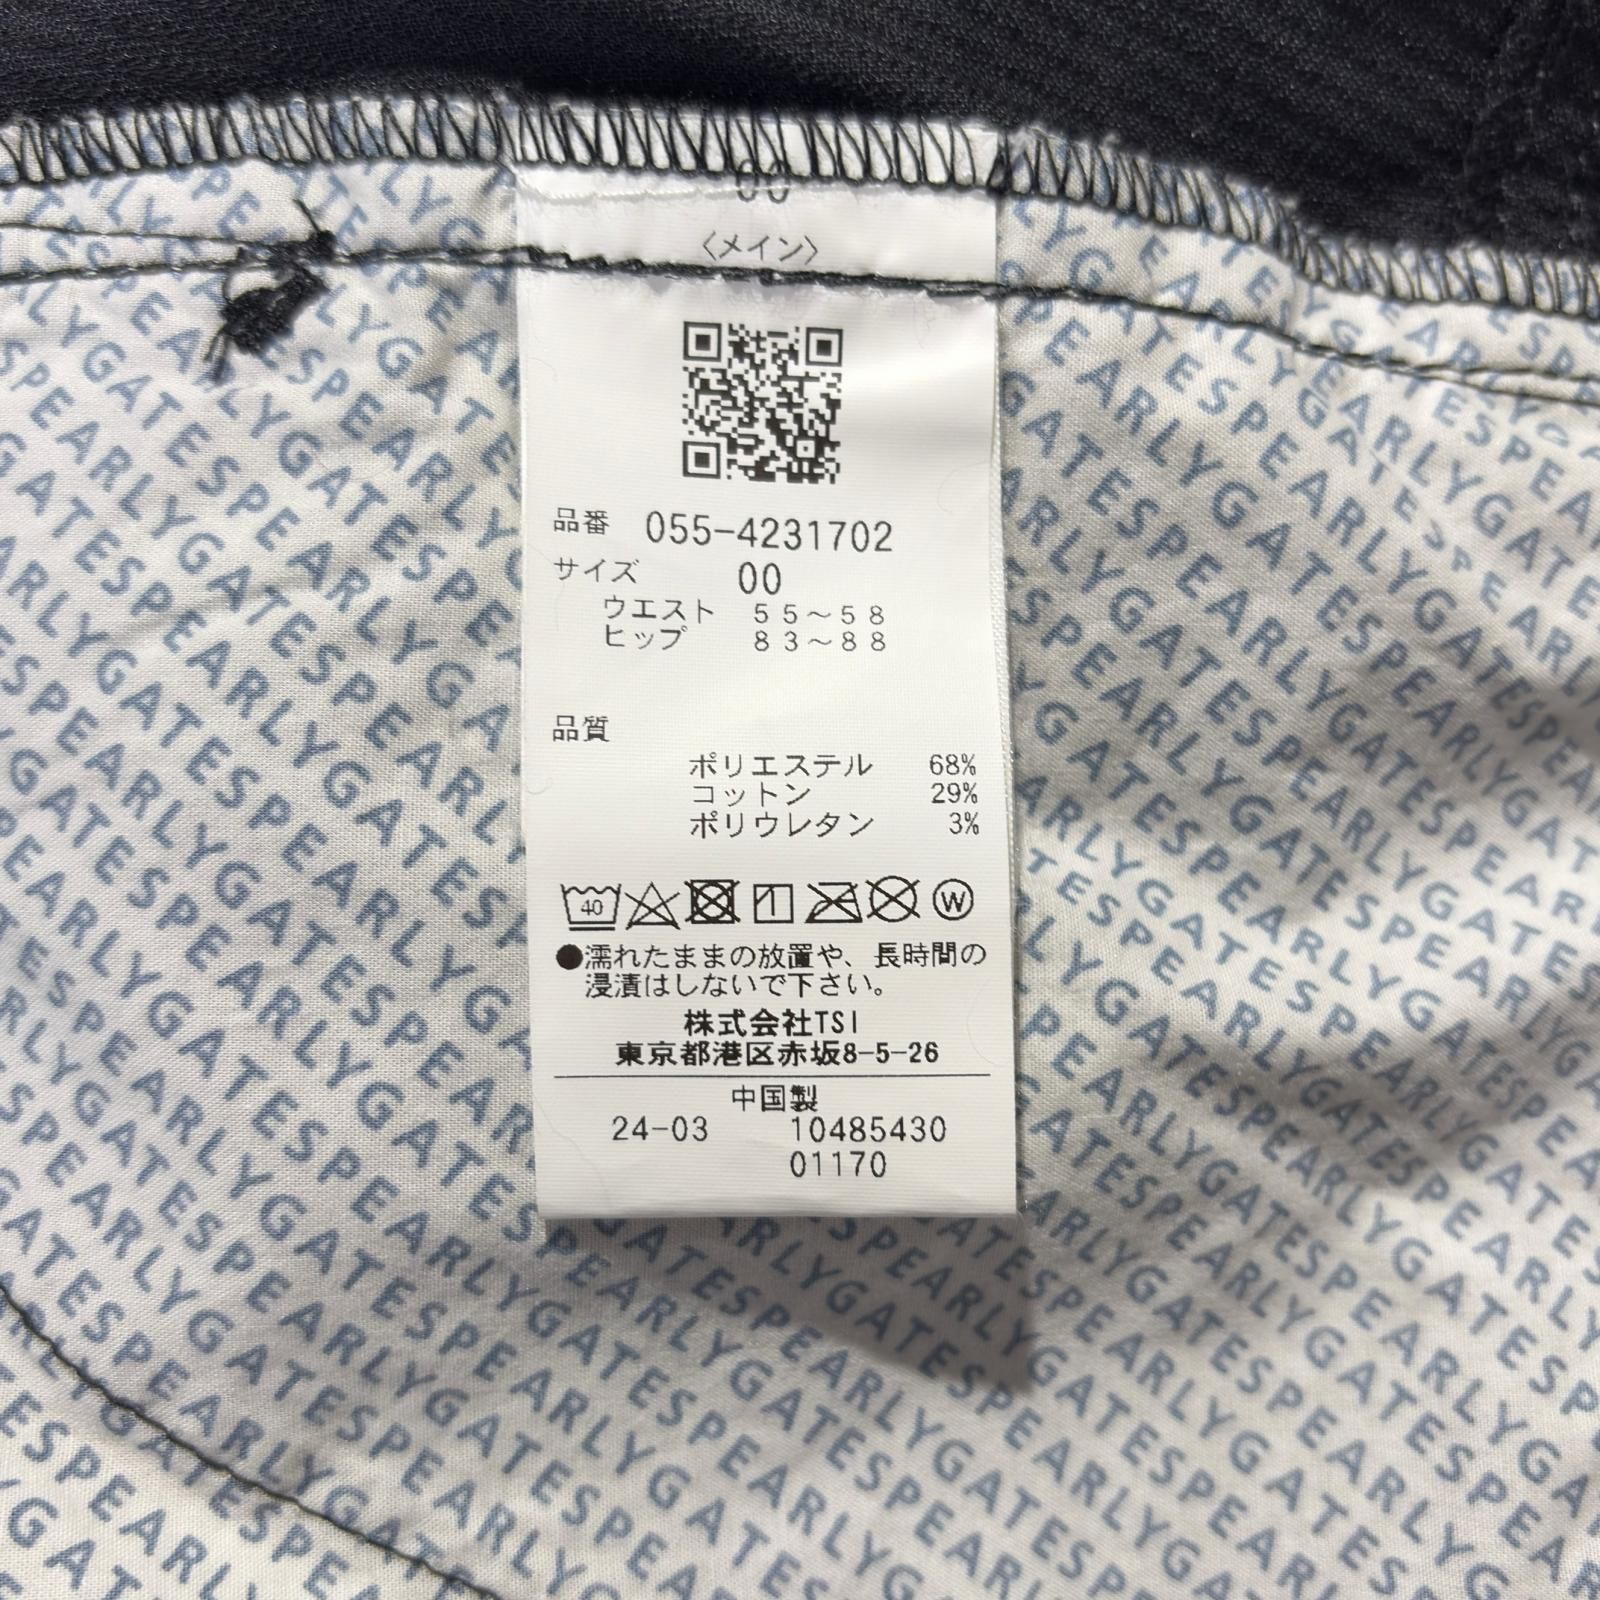 00
〈メイン〉
品番 055-4231702
サイズ 00
ウエスト 55~58
ヒップ 83~88
品質
ポリエステル 68%
コットン 29%
ポリウレタン 3%
40 W
●濡れたままの放置や、長時間の
浸漬はしないで下さい。
株式会社TSI
東京都港区赤坂8-5-26
中国製
24-03 10485430
01170
PEARLYGATES